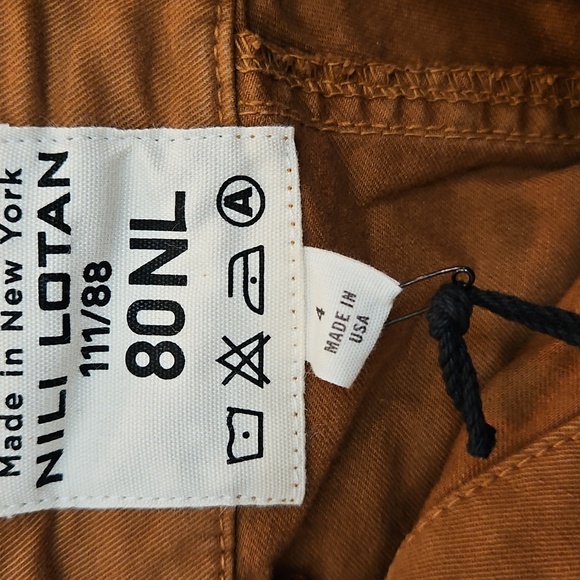 Made in New York
NILI LOTAN
111/88
80NL
A
4
MADE IN
USA